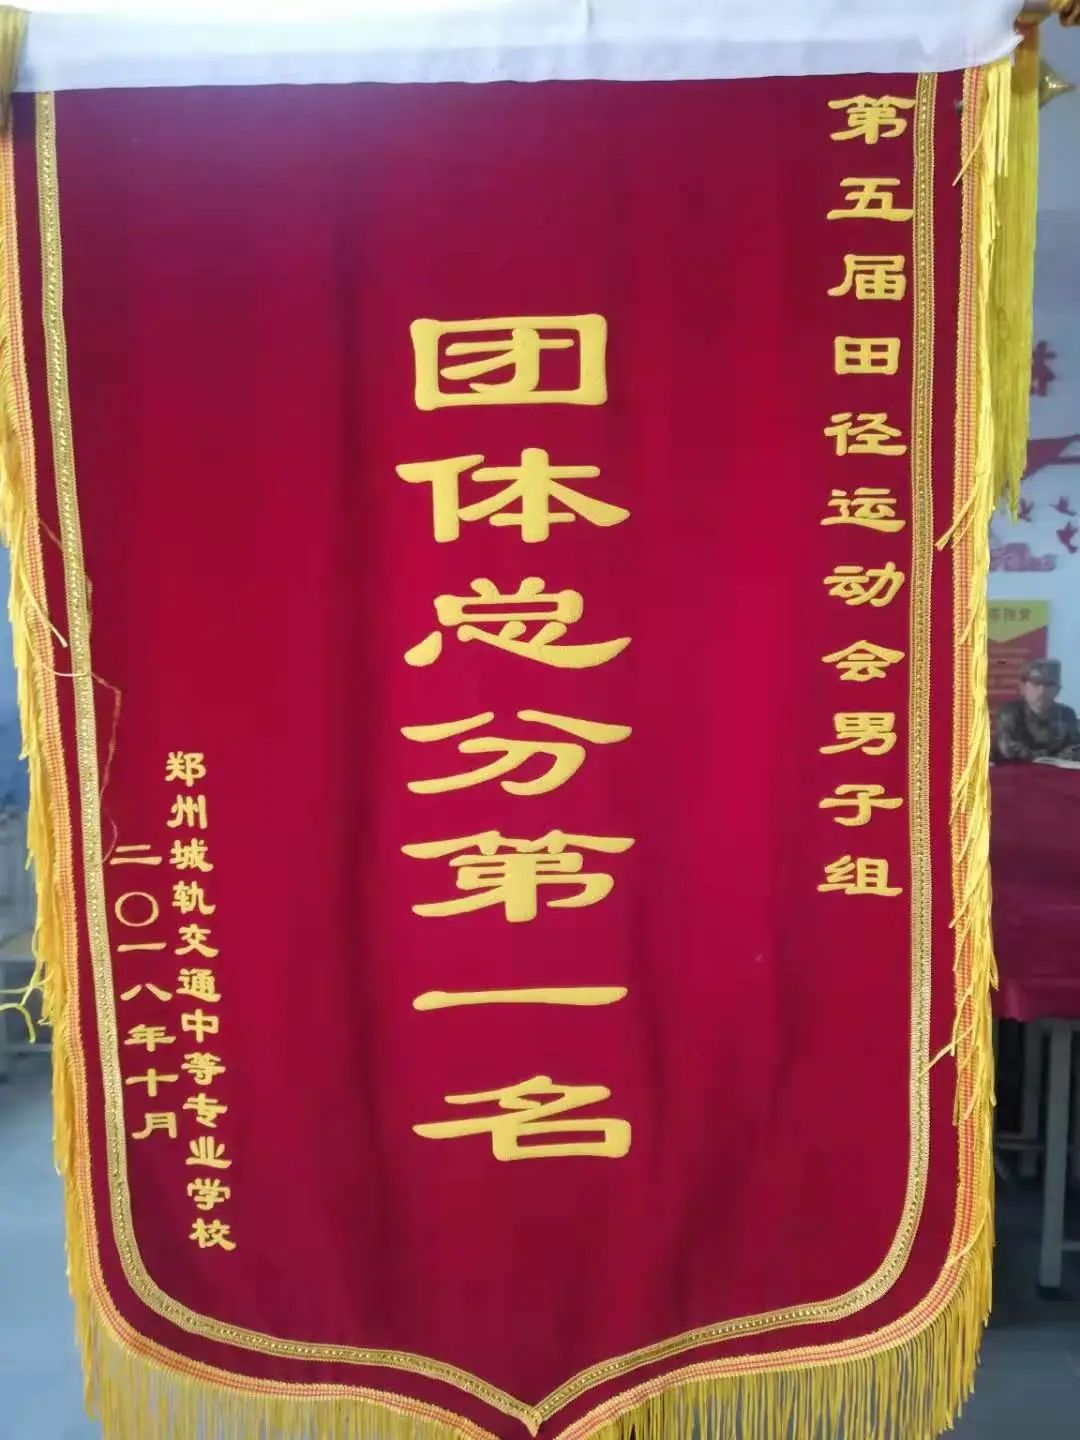 第五届田径运动会男子组
团体总分第一名
郑州城轨交通中等专业学校
二〇一八年十月